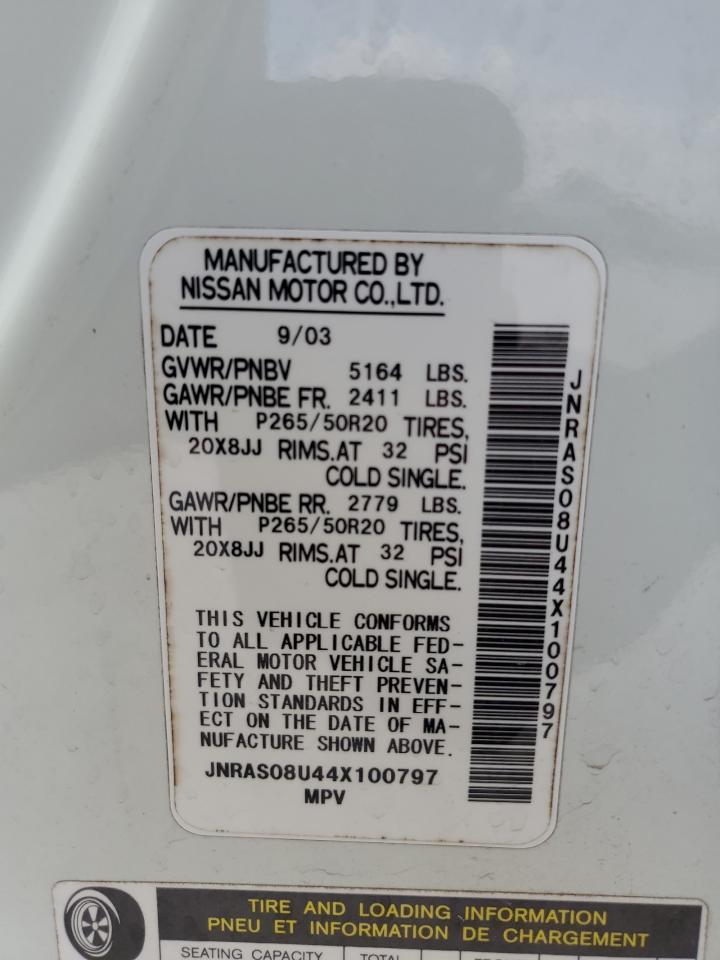 MANUFACTURED BY
NISSAN MOTOR CO.,LTD.
DATE 9/03
GVWR/PNBV 5164 LBS.
GAWR/PNBE FR. 2411 LBS.
WITH P265/50R20 TIRES,
20X8JJ RIMS.AT 32 PSI
COLD SINGLE.
GAWR/PNBE RR. 2779 LBS.
WITH P265/50R20 TIRES,
20X8JJ RIMS.AT 32 PSI
COLD SINGLE.
THIS VEHICLE CONFORMS
TO ALL APPLICABLE FED-
ERAL MOTOR VEHICLE SA-
FETY AND THEFT PREVEN-
TION STANDARDS IN EFF-
ECT ON THE DATE OF MA-
NUFACTURE SHOWN ABOVE.
JNRAS08U44X100797
MPV
JNRAS08U44X100797
TIRE AND LOADING INFORMATION
PNEU ET INFORMATION DE CHARGEMENT
SEATING CAPACITY TOTAL